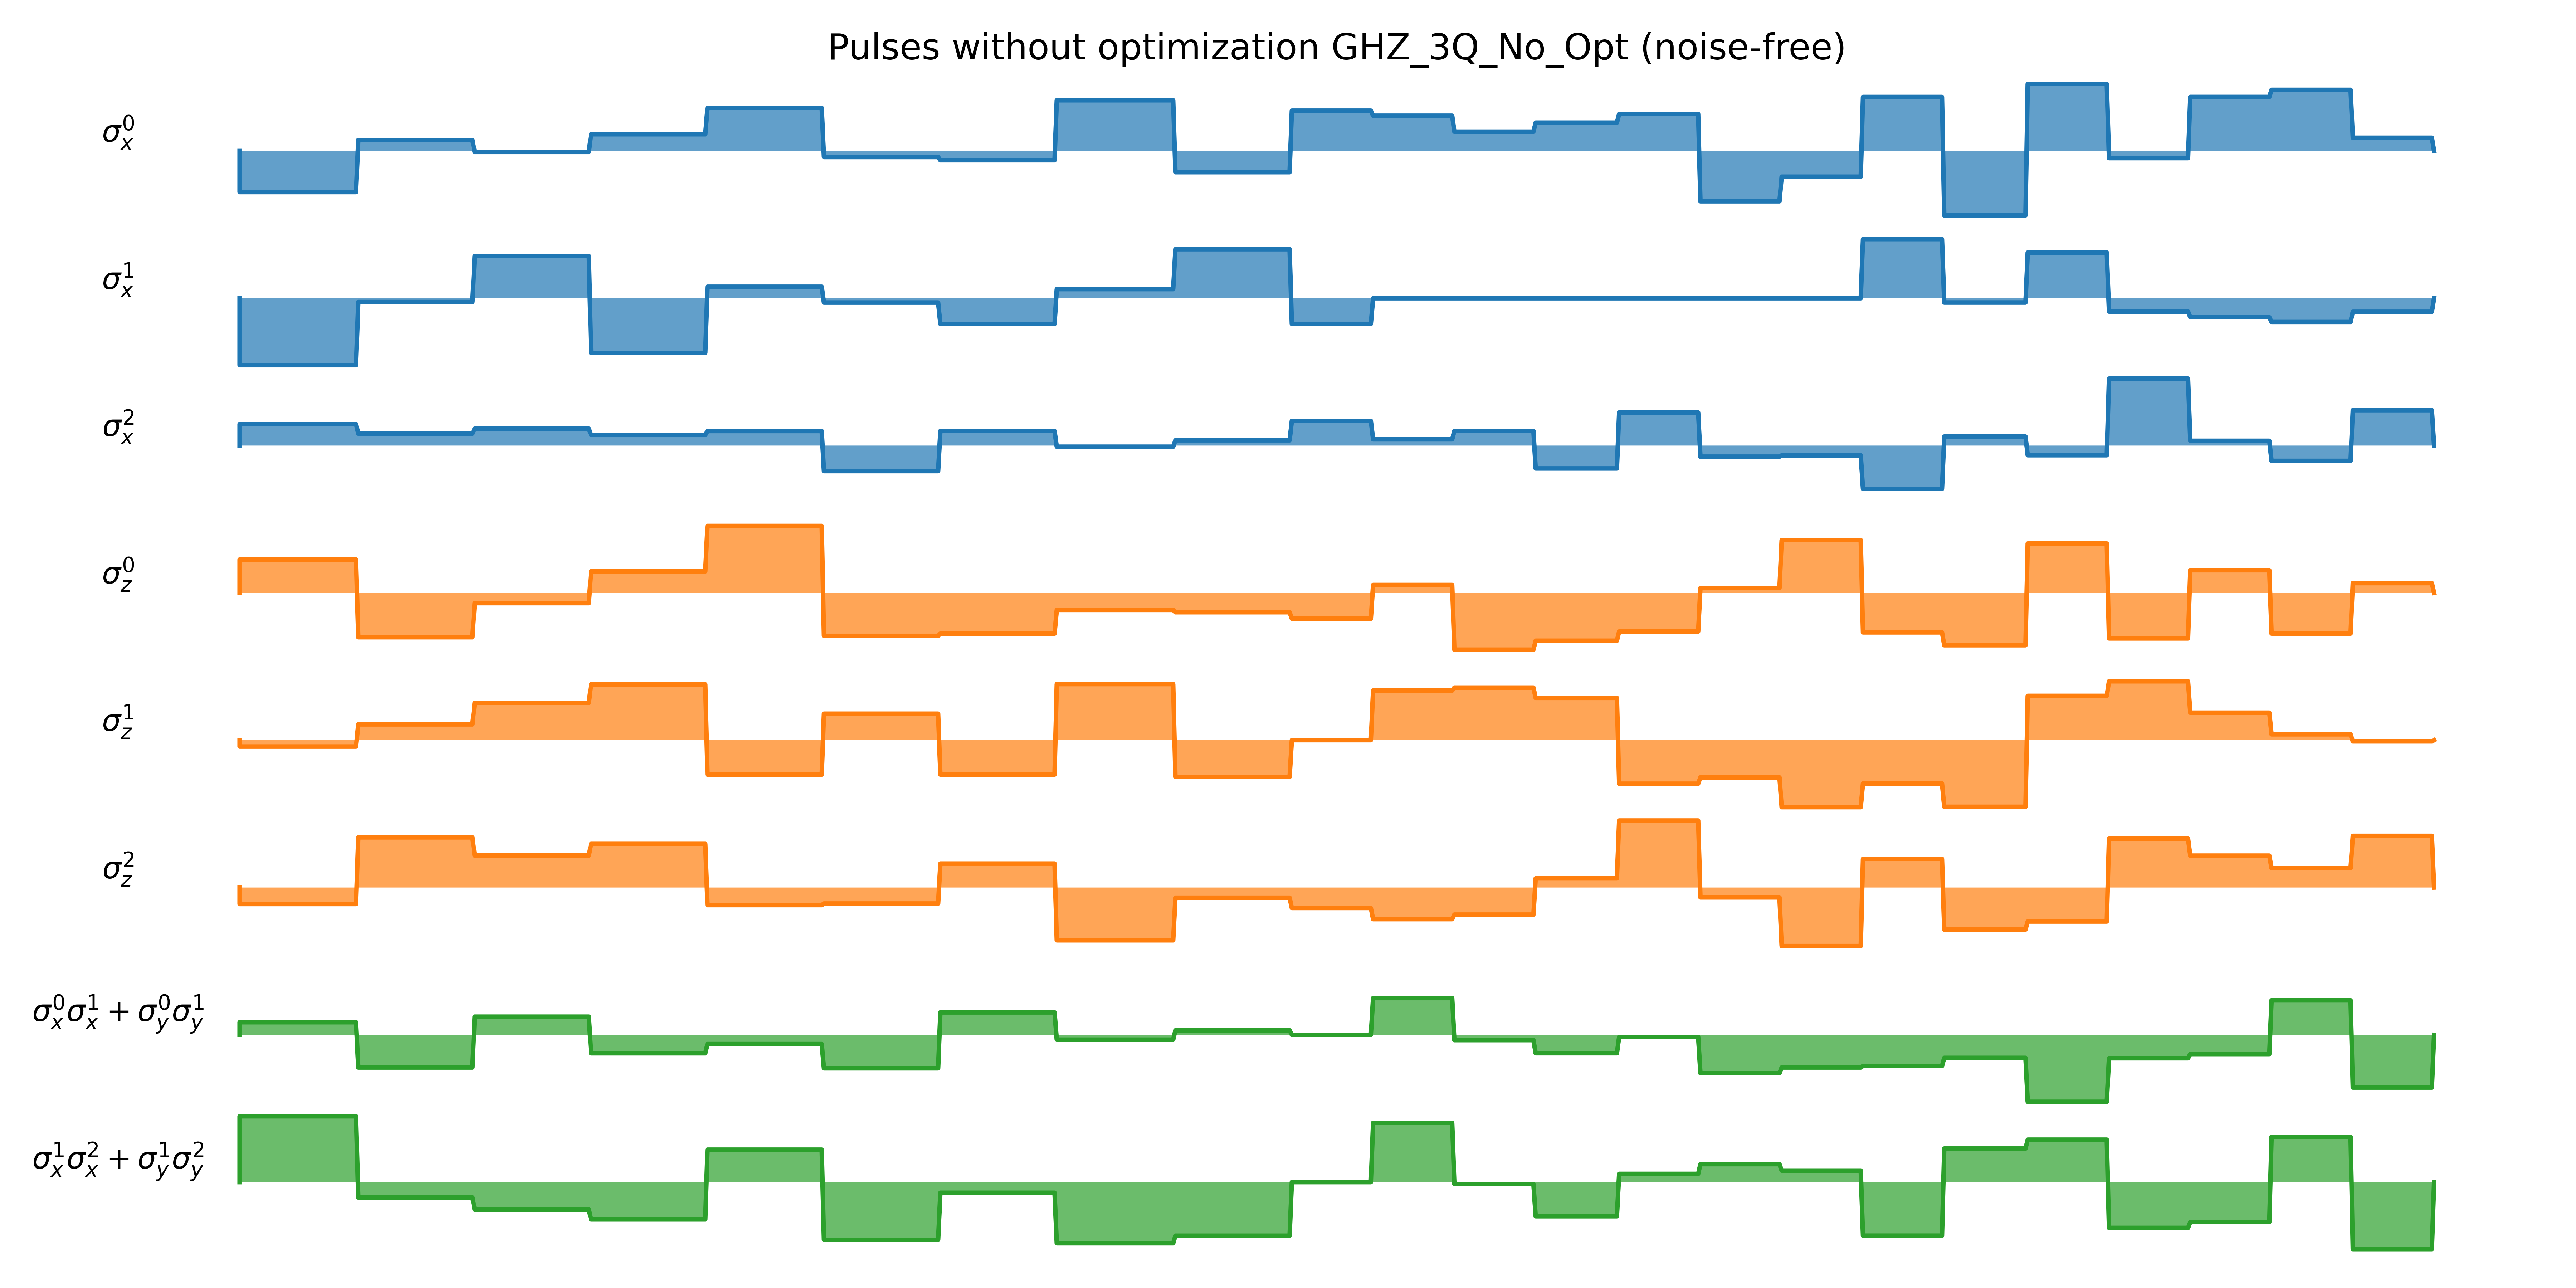 Pulses without optimization GHZ_3Q_No_Opt (noise-free)
σ_x^0
σ_x^1
σ_x^2
σ_z^0
σ_z^1
σ_z^2
σ_x^0σ_x^1 + σ_y^0σ_y^1
σ_x^1σ_x^2 + σ_y^1σ_y^2